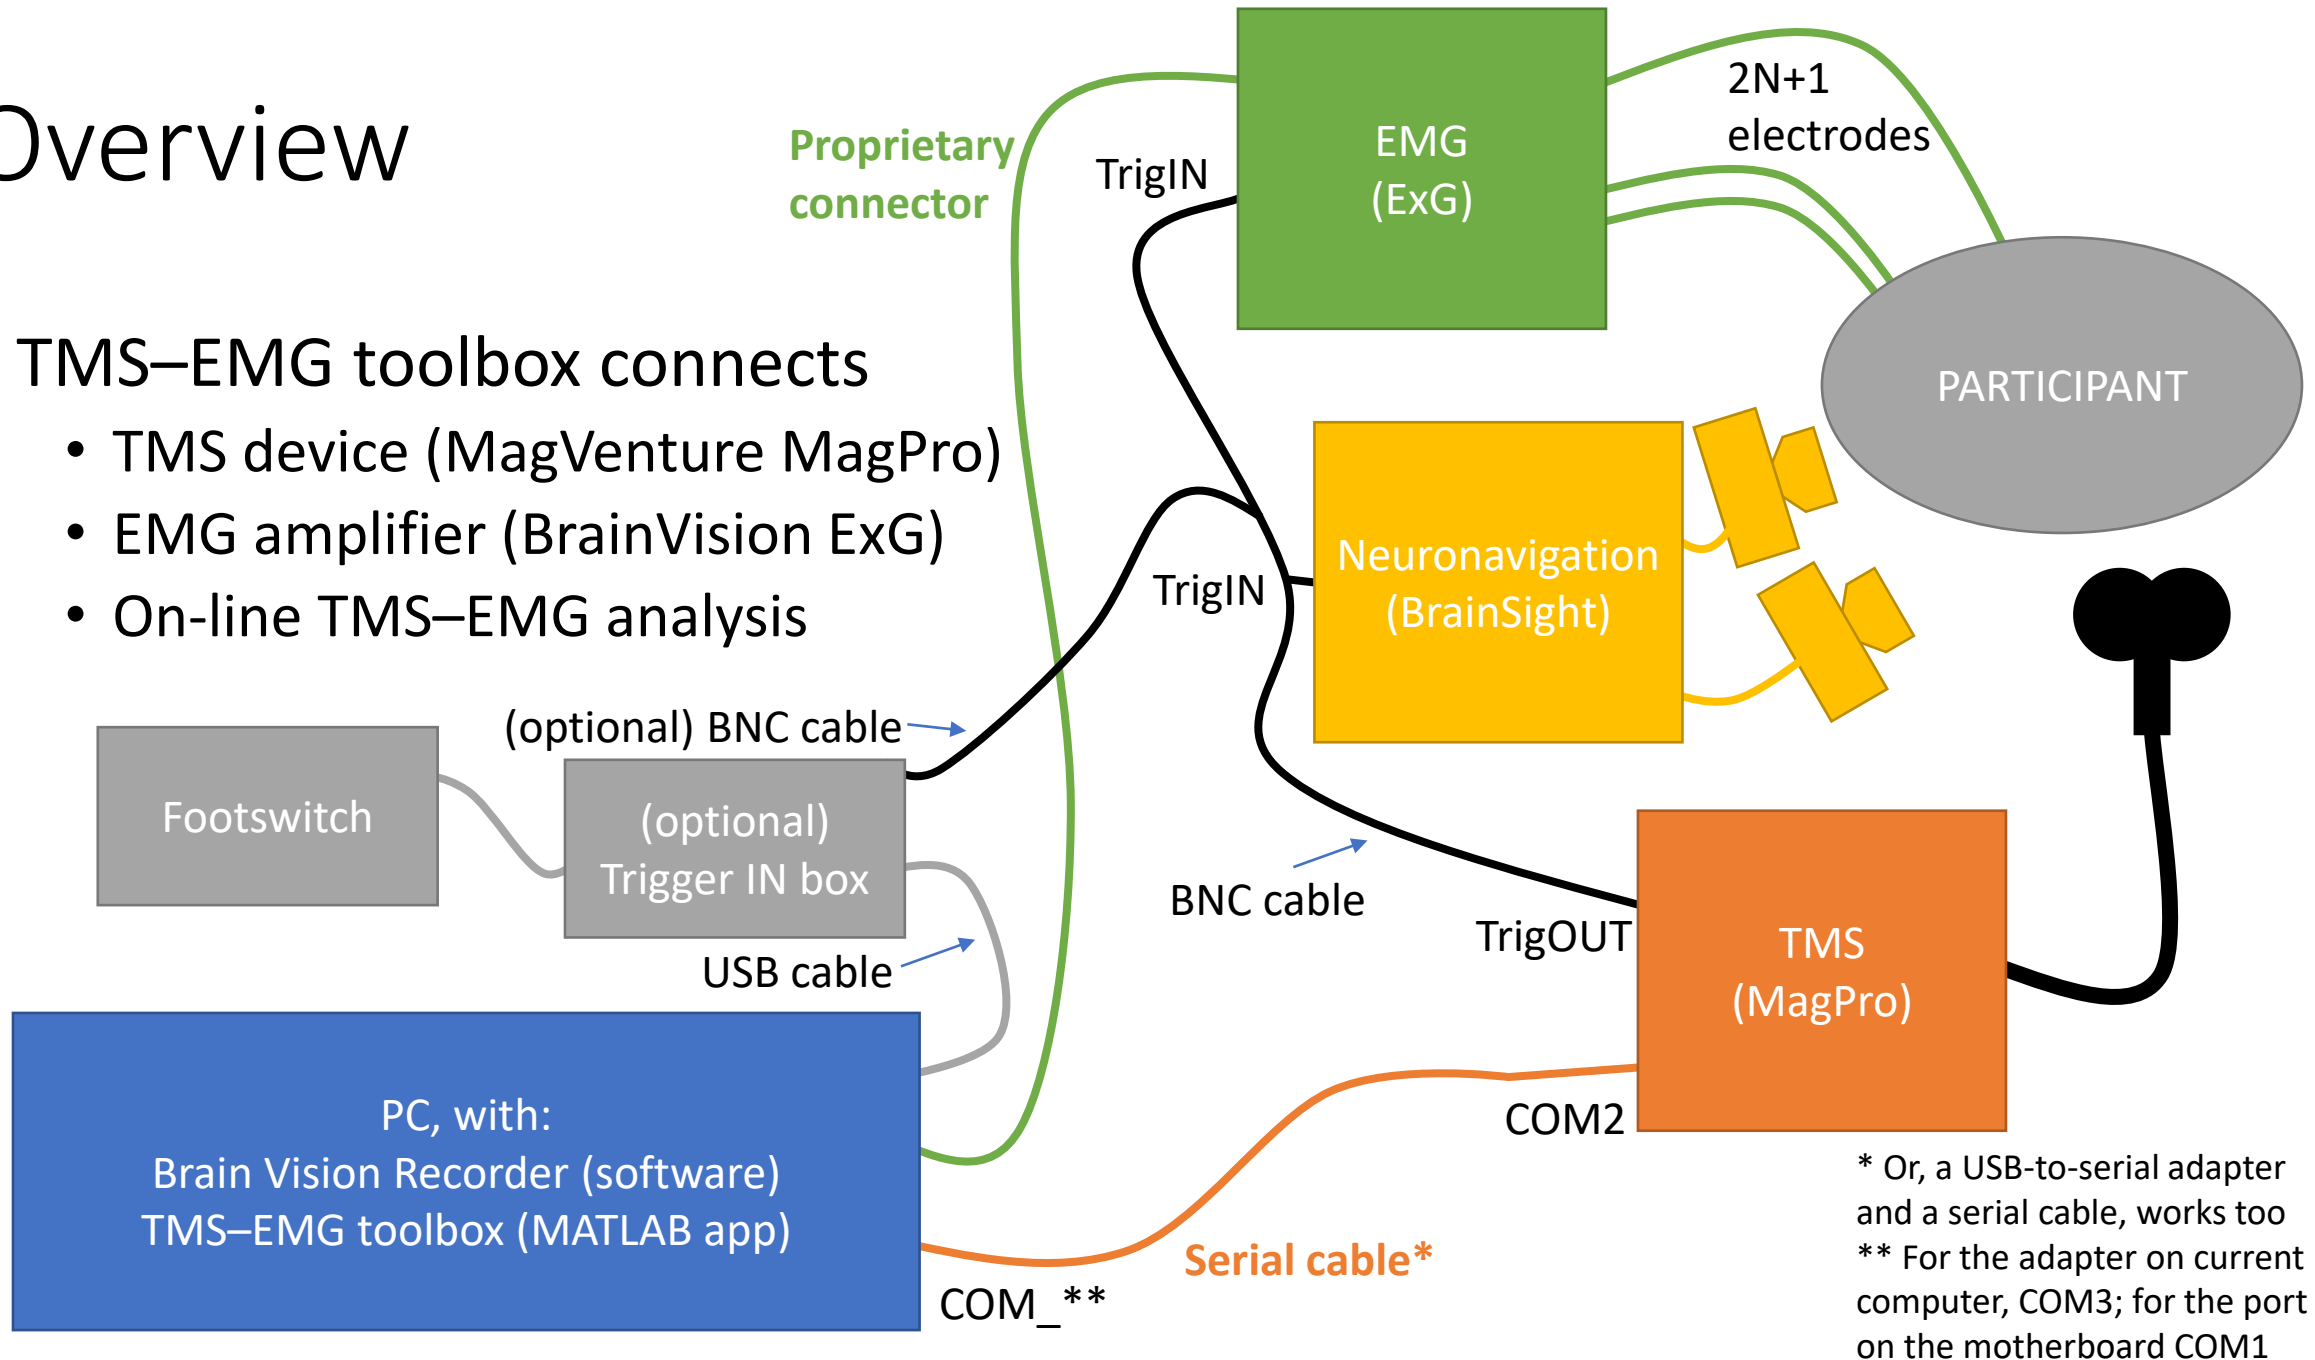 Overview
TMS–EMG toolbox connects
• TMS device (MagVenture MagPro)
• EMG amplifier (BrainVision ExG)
• On-line TMS–EMG analysis
Proprietary
connector
TrigIN
EMG
(ExG)
2N+1
electrodes
PARTICIPANT
TrigIN
Neuronavigation
(BrainSight)
(optional) BNC cable
Footswitch
(optional)
Trigger IN box
USB cable
BNC cable
TrigOUT
TMS
(MagPro)
COM2
PC, with:
Brain Vision Recorder (software)
TMS–EMG toolbox (MATLAB app)
COM_**
Serial cable*
* Or, a USB-to-serial adapter
and a serial cable, works too
** For the adapter on current
computer, COM3; for the port
on the motherboard COM1